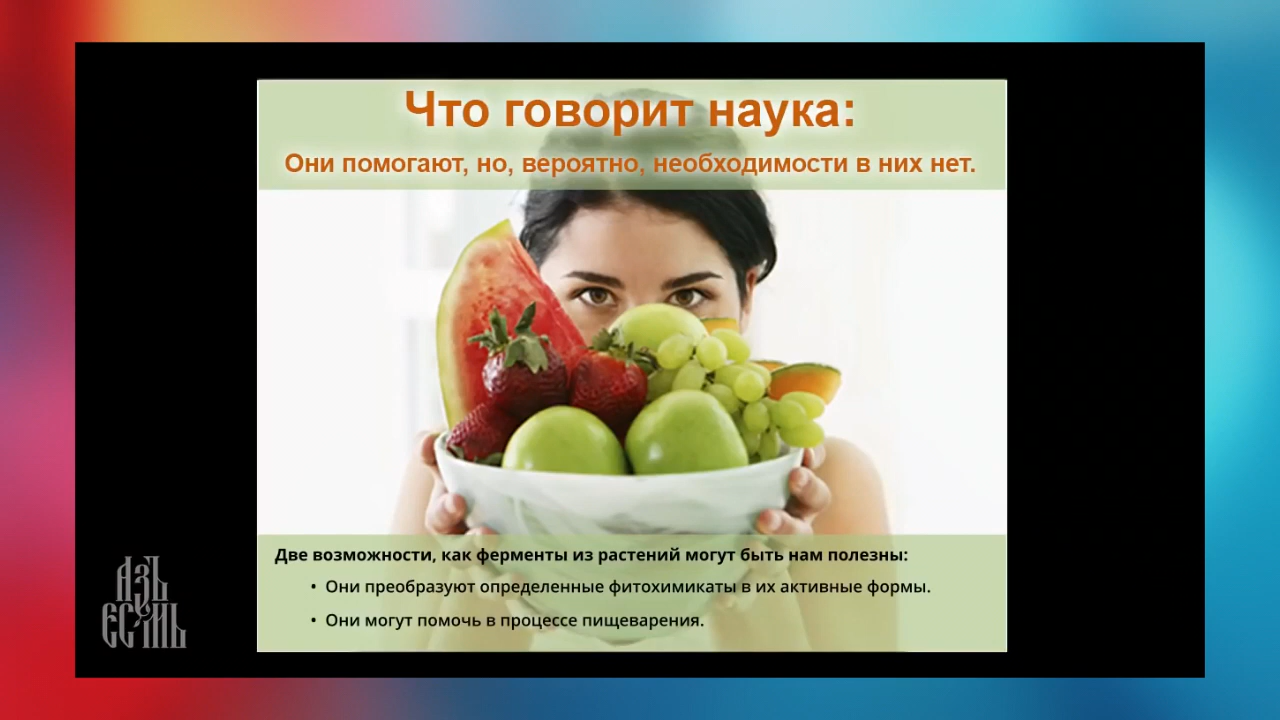 Что говорит наука:
Они помогают, но, вероятно, необходимости в них нет.
Две возможности, как ферменты из растений могут быть нам полезны:
• Они преобразуют определенные фитохимикаты в их активные формы.
• Они могут помочь в процессе пищеварения.
АЗЪ
ЕСМЬ